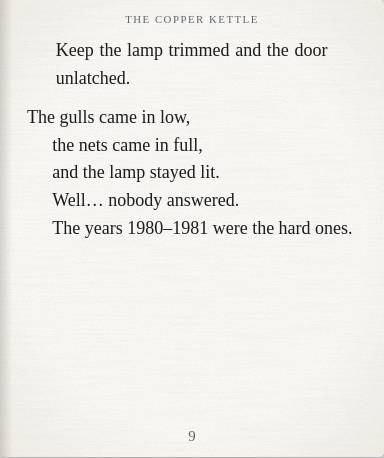 THE COPPER KETTLE
Keep the lamp trimmed and the door
unlatched.
The gulls came in low,
the nets came in full,
and the lamp stayed lit.
Well… nobody answered.
The years 1980–1981 were the hard ones.
9